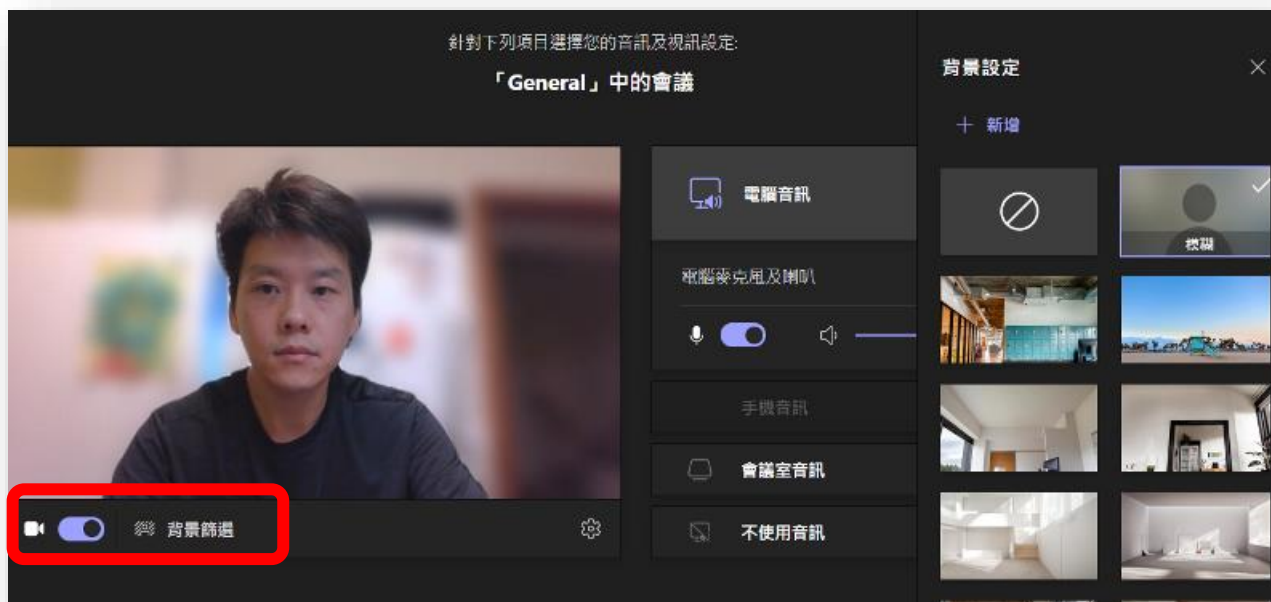 針對下列項目選擇您的音訊及視訊設定:
「General」中的會議
背景篩選
電腦音訊
電腦麥克風及喇叭
手機音訊
會議室音訊
不使用音訊
背景設定
+ 新增
模糊